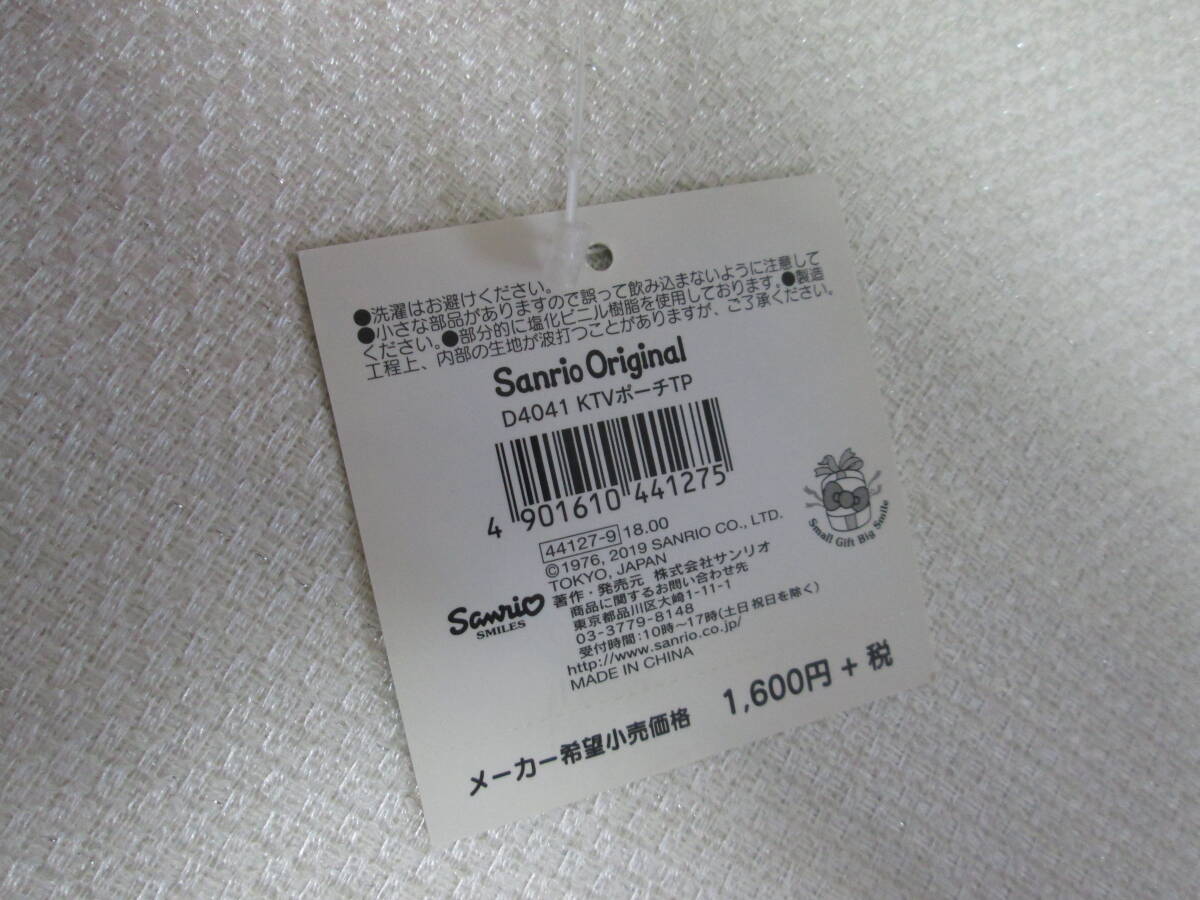 ●洗濯はお避けください。
●小さな部品がありますので誤って飲み込まないように注意して
ください。●部分的に塩化ビニル樹脂を使用しております。●製造
工程上、内部の生地が波打つことがありますが、ご了承ください。
Sanrio Original
D4041 KTVポーチTP
4 901610 441275
44127-9 18.00
©1976, 2019 SANRIO CO., LTD.
TOKYO, JAPAN
著作・発売元 株式会社サンリオ
商品に関するお問い合わせ先
東京都品川区大崎1-11-1
03-3779-8148
受付時間:10時〜17時(土日祝日を除く)
http://www.sanrio.co.jp/
MADE IN CHINA
Sanrio
SMILES
Small Gift Big Smile
メーカー希望小売価格 1,600円+税